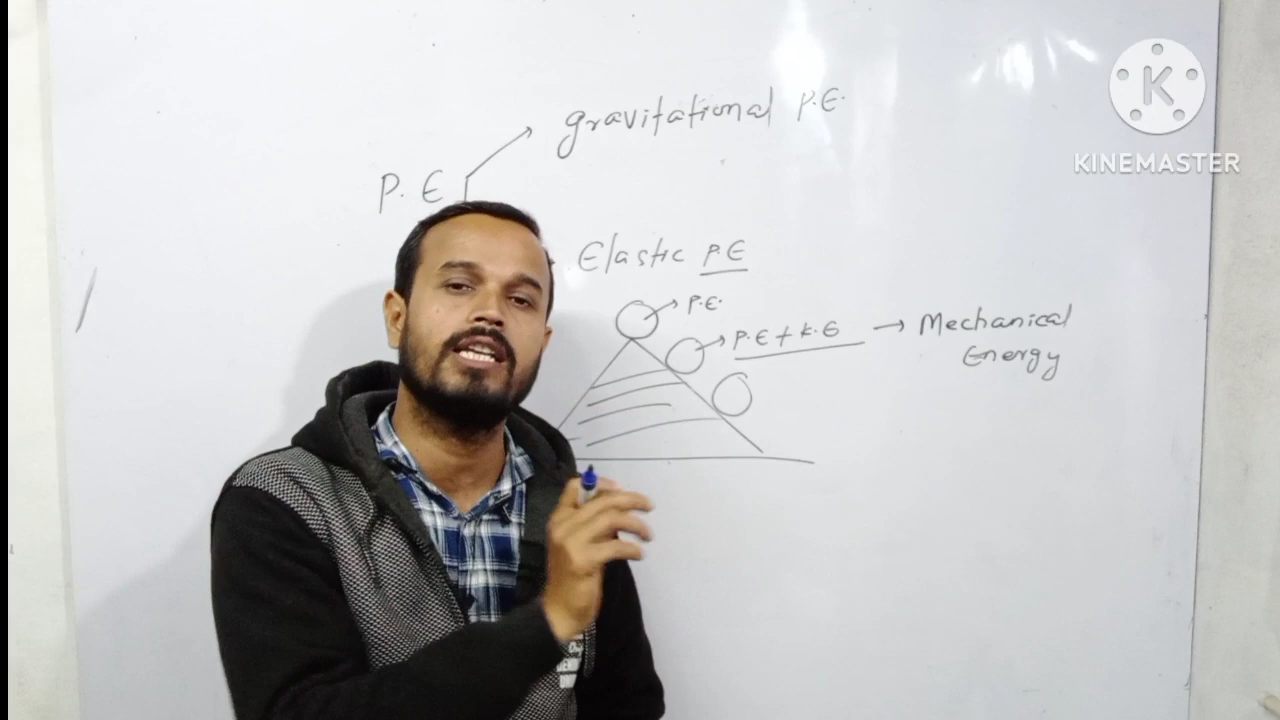 gravitational P.E.
P.E
Elastic P.E
P.E.
P.E + K.E → Mechanical
Energy
K
KINEMASTER